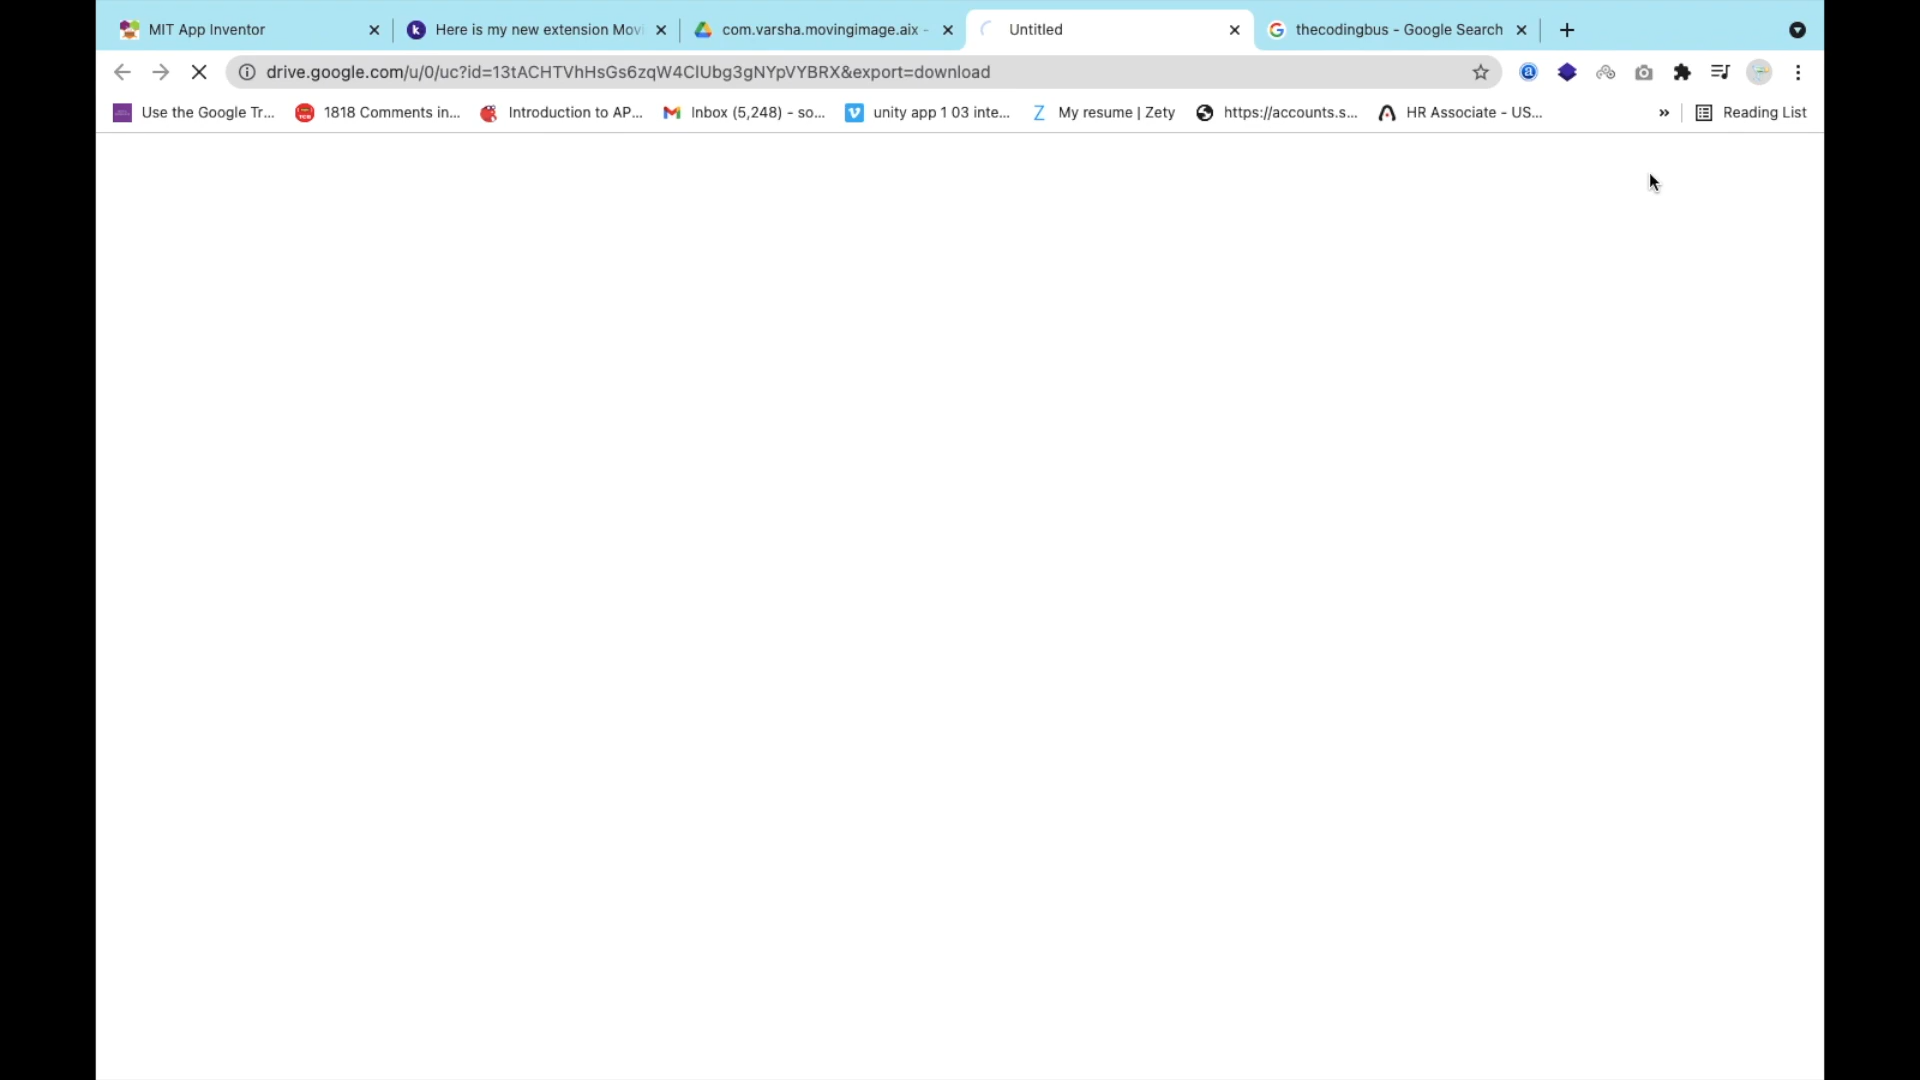 MIT App Inventor
Here is my new extension Movi
com.varsha.movingimage.aix -
Untitled
thecodingbus - Google Search
drive.google.com/u/0/uc?id=13tACHTVhHsGs6zqW4ClUbg3gNYpVYBRX&export=download
Use the Google Tr...
1818 Comments in...
Introduction to AP...
Inbox (5,248) - so...
unity app 1 03 inte...
My resume | Zety
https://accounts.s...
HR Associate - US...
»
Reading List